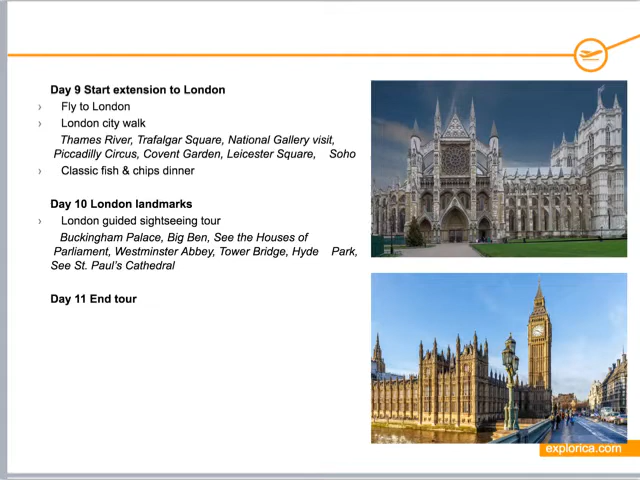 Day 9 Start extension to London
› Fly to London
› London city walk
Thames River, Trafalgar Square, National Gallery visit,
Piccadilly Circus, Covent Garden, Leicester Square, Soho
› Classic fish & chips dinner
Day 10 London landmarks
› London guided sightseeing tour
Buckingham Palace, Big Ben, See the Houses of
Parliament, Westminster Abbey, Tower Bridge, Hyde Park,
See St. Paul's Cathedral
Day 11 End tour
explorica.com